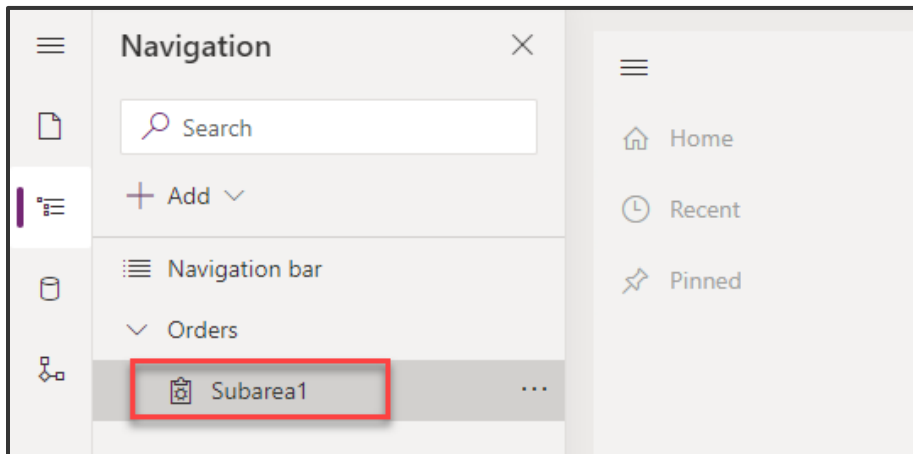 Navigation
Search
Add
Navigation bar
Orders
Subarea1
Home
Recent
Pinned